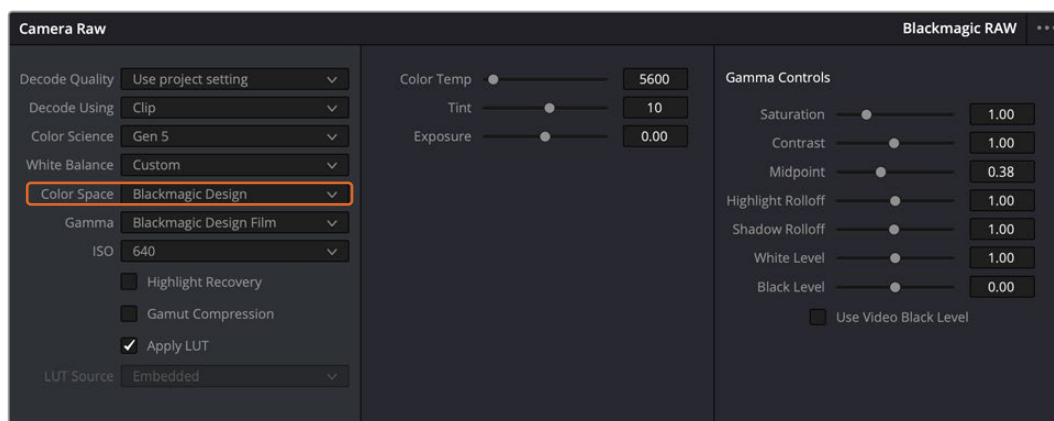 Camera Raw
Blackmagic RAW
Decode Quality Use project setting
Decode Using Clip
Color Science Gen 5
White Balance Custom
Color Space Blackmagic Design
Gamma Blackmagic Design Film
ISO 640
Highlight Recovery
Gamut Compression
Apply LUT
LUT Source Embedded
Color Temp 5600
Tint 10
Exposure 0.00
Gamma Controls
Saturation 1.00
Contrast 1.00
Midpoint 0.38
Highlight Rolloff 1.00
Shadow Rolloff 1.00
White Level 1.00
Black Level 0.00
Use Video Black Level